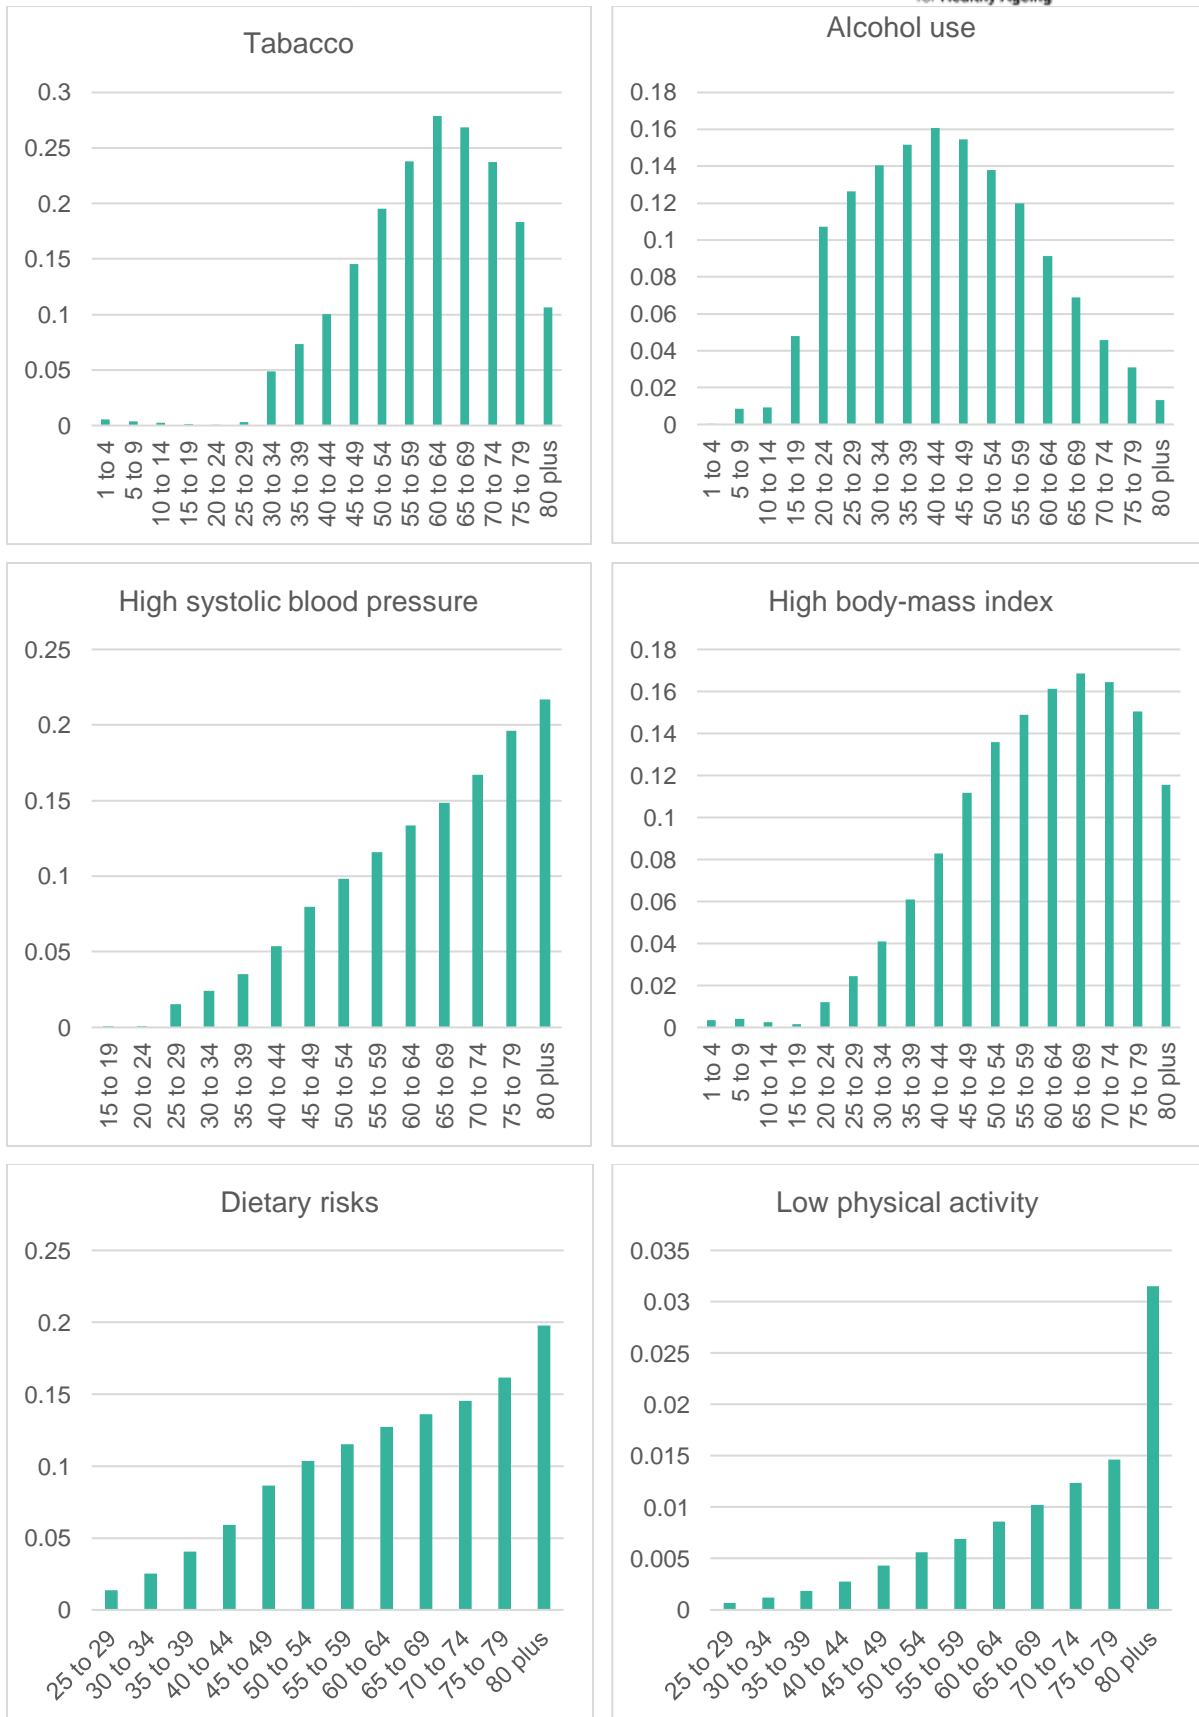 for Healthy Ageing
Tabacco
0.3
0.25
0.2
0.15
0.1
0.05
0
1 to 4
5 to 9
10 to 14
15 to 19
20 to 24
25 to 29
30 to 34
35 to 39
40 to 44
45 to 49
50 to 54
55 to 59
60 to 64
65 to 69
70 to 74
75 to 79
80 plus
Alcohol use
0.18
0.16
0.14
0.12
0.1
0.08
0.06
0.04
0.02
0
1 to 4
5 to 9
10 to 14
15 to 19
20 to 24
25 to 29
30 to 34
35 to 39
40 to 44
45 to 49
50 to 54
55 to 59
60 to 64
65 to 69
70 to 74
75 to 79
80 plus
High systolic blood pressure
0.25
0.2
0.15
0.1
0.05
0
15 to 19
20 to 24
25 to 29
30 to 34
35 to 39
40 to 44
45 to 49
50 to 54
55 to 59
60 to 64
65 to 69
70 to 74
75 to 79
80 plus
High body-mass index
0.18
0.16
0.14
0.12
0.1
0.08
0.06
0.04
0.02
0
1 to 4
5 to 9
10 to 14
15 to 19
20 to 24
25 to 29
30 to 34
35 to 39
40 to 44
45 to 49
50 to 54
55 to 59
60 to 64
65 to 69
70 to 74
75 to 79
80 plus
Dietary risks
0.25
0.2
0.15
0.1
0.05
0
25 to 29
30 to 34
35 to 39
40 to 44
45 to 49
50 to 54
55 to 59
60 to 64
65 to 69
70 to 74
75 to 79
80 plus
Low physical activity
0.035
0.03
0.025
0.02
0.015
0.01
0.005
0
25 to 29
30 to 34
35 to 39
40 to 44
45 to 49
50 to 54
55 to 59
60 to 64
65 to 69
70 to 74
75 to 79
80 plus